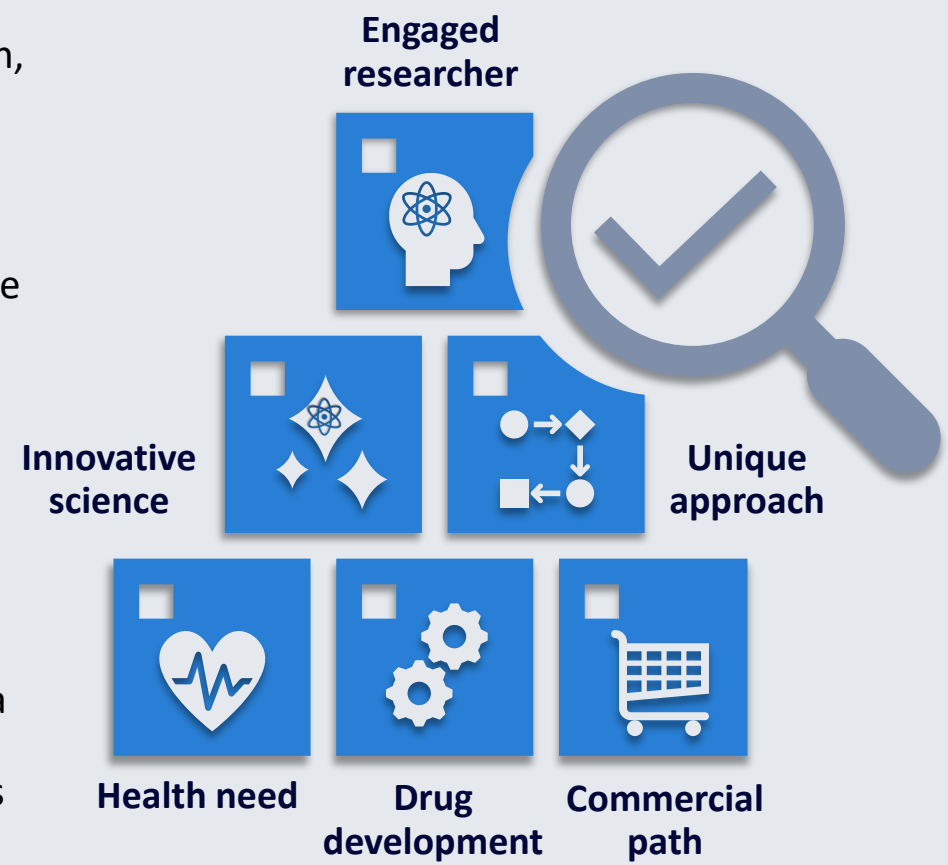 Engaged
researcher
Innovative
science
Unique
approach
Health need
Drug
development
Commercial
path